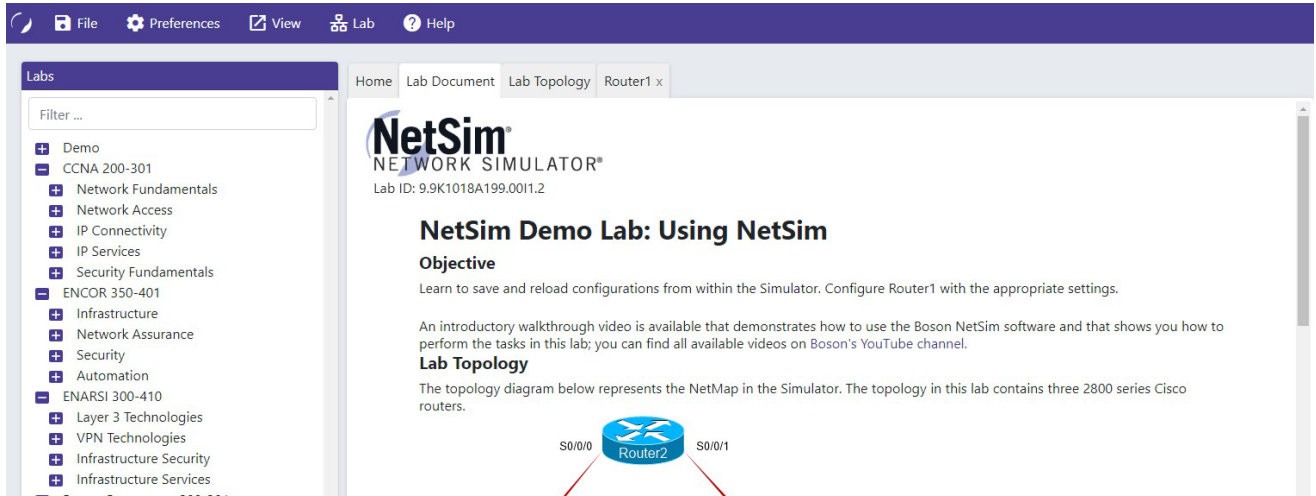 File Preferences View Lab Help
Labs
Filter ...
Demo
CCNA 200-301
Network Fundamentals
Network Access
IP Connectivity
IP Services
Security Fundamentals
ENCOR 350-401
Infrastructure
Network Assurance
Security
Automation
ENARSI 300-410
Layer 3 Technologies
VPN Technologies
Infrastructure Security
Infrastructure Services
Home Lab Document Lab Topology Router1 x
NetSim®
NETWORK SIMULATOR®
Lab ID: 9.9K1018A199.00I1.2
NetSim Demo Lab: Using NetSim
Objective
Learn to save and reload configurations from within the Simulator. Configure Router1 with the appropriate settings.
An introductory walkthrough video is available that demonstrates how to use the Boson NetSim software and that shows you how to
perform the tasks in this lab; you can find all available videos on Boson's YouTube channel.
Lab Topology
The topology diagram below represents the NetMap in the Simulator. The topology in this lab contains three 2800 series Cisco
routers.
S0/0/0 Router2 S0/0/1